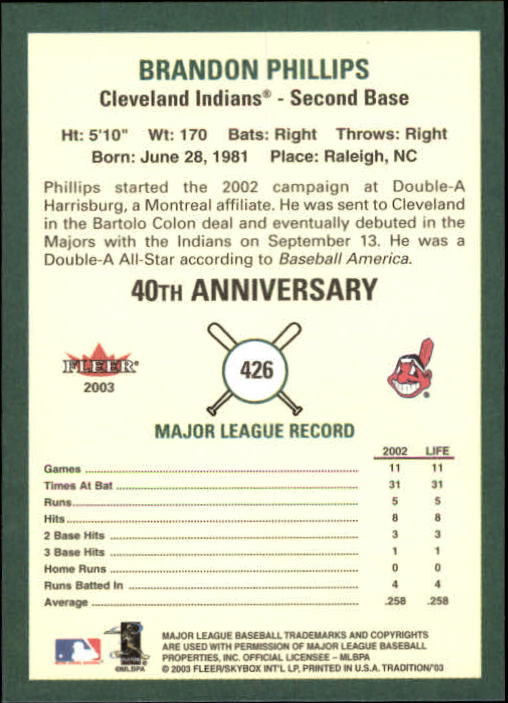 BRANDON PHILLIPS
Cleveland Indians® - Second Base
Ht: 5'10" Wt: 170 Bats: Right Throws: Right
Born: June 28, 1981 Place: Raleigh, NC
Phillips started the 2002 campaign at Double-A
Harrisburg, a Montreal affiliate. He was sent to Cleveland
in the Bartolo Colon deal and eventually debuted in the
Majors with the Indians on September 13. He was a
Double-A All-Star according to Baseball America.
40TH ANNIVERSARY
FLEER®
2003
426
MAJOR LEAGUE RECORD
2002 LIFE
Games 11 11
Times At Bat 31 31
Runs 5 5
Hits 8 8
2 Base Hits 3 3
3 Base Hits 1 1
Home Runs 0 0
Runs Batted In 4 4
Average .258 .258
©MLBPA
MAJOR LEAGUE BASEBALL TRADEMARKS AND COPYRIGHTS
ARE USED WITH PERMISSION OF MAJOR LEAGUE BASEBALL
PROPERTIES, INC. OFFICIAL LICENSEE - MLBPA
© 2003 FLEER/SKYBOX INT'L LP, PRINTED IN U.S.A. TRADITION/'03